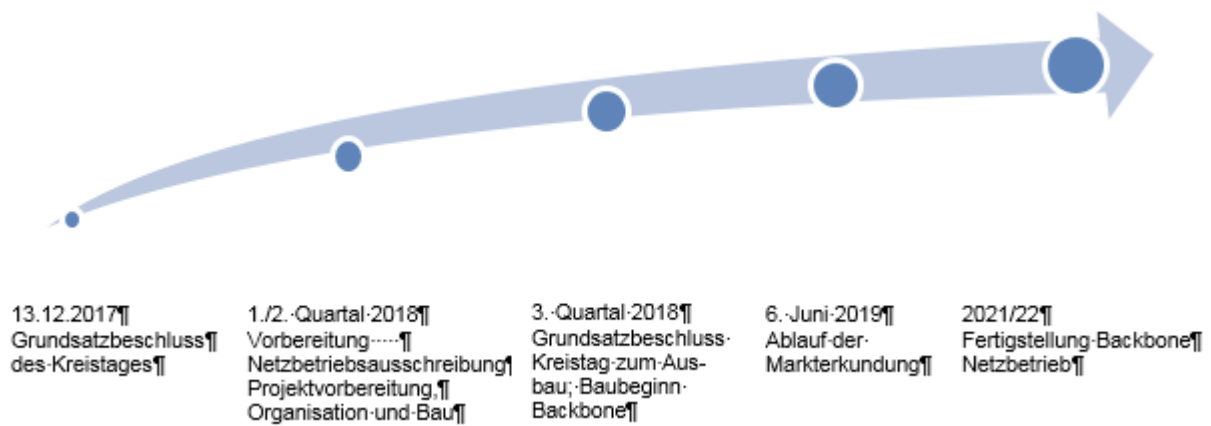 13.12.2017¶
Grundsatzbeschluss¶
des·Kreistages¶
1./2.·Quartal·2018¶
Vorbereitung·····¶
Netzbetriebsausschreibung¶
Projektvorbereitung,¶
Organisation·und·Bau¶
3.·Quartal·2018¶
Grundsatzbeschluss·
Kreistag·zum·Aus-
bau;·Baubeginn·
Backbone¶
6.·Juni·2019¶
Ablauf·der·
Markterkundung¶
2021/22¶
Fertigstellung·Backbone¶
Netzbetrieb¶